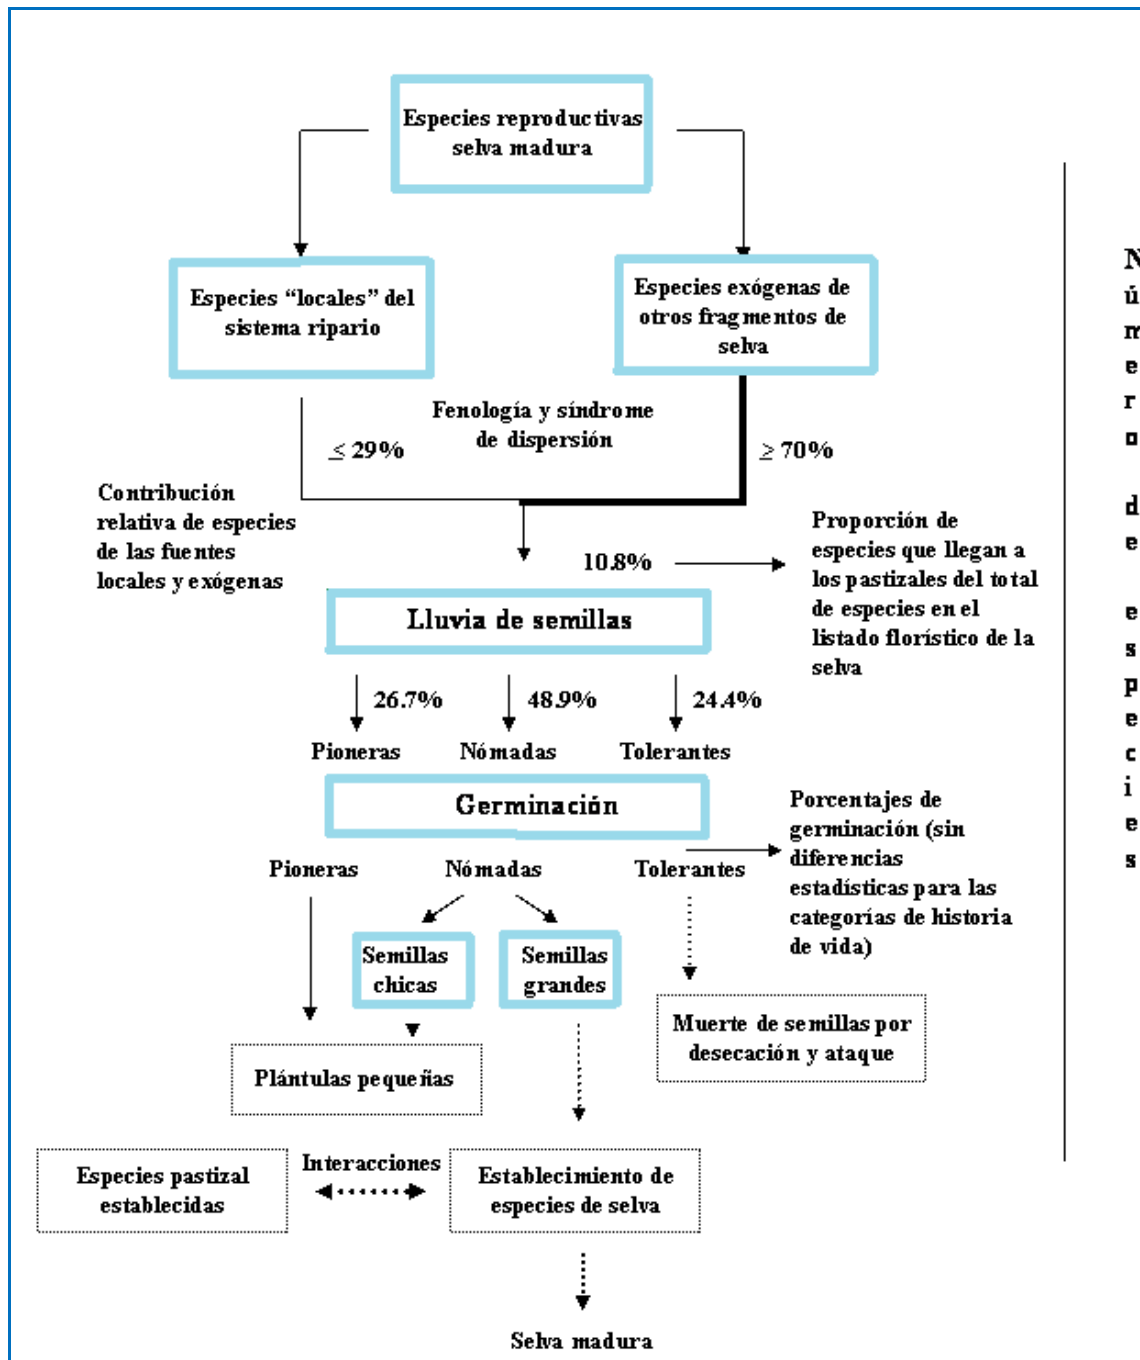 Especies reproductivas
selva madura
Especies “locales” del
sistema ripario
Especies exógenas de
otros fragmentos de
selva
Fenología y síndrome
de dispersión
≤ 29%
≥ 70%
Contribución
relativa de especies
de las fuentes
locales y exógenas
10.8%
Proporción de
especies que llegan a
los pastizales del total
de especies en el
listado florístico de la
selva
Lluvia de semillas
26.7%
48.9%
24.4%
Pioneras
Nómadas
Tolerantes
Germinación
Porcentajes de
germinación (sin
diferencias
estadísticas para las
categorías de historia
de vida)
Pioneras
Nómadas
Tolerantes
Semillas
chicas
Semillas
grandes
Muerte de semillas por
desecación y ataque
Plántulas pequeñas
Especies pastizal
establecidas
Interacciones
Establecimiento de
especies de selva
Selva madura
N
ú
m
e
r
o
d
e
e
s
p
e
c
i
e
s